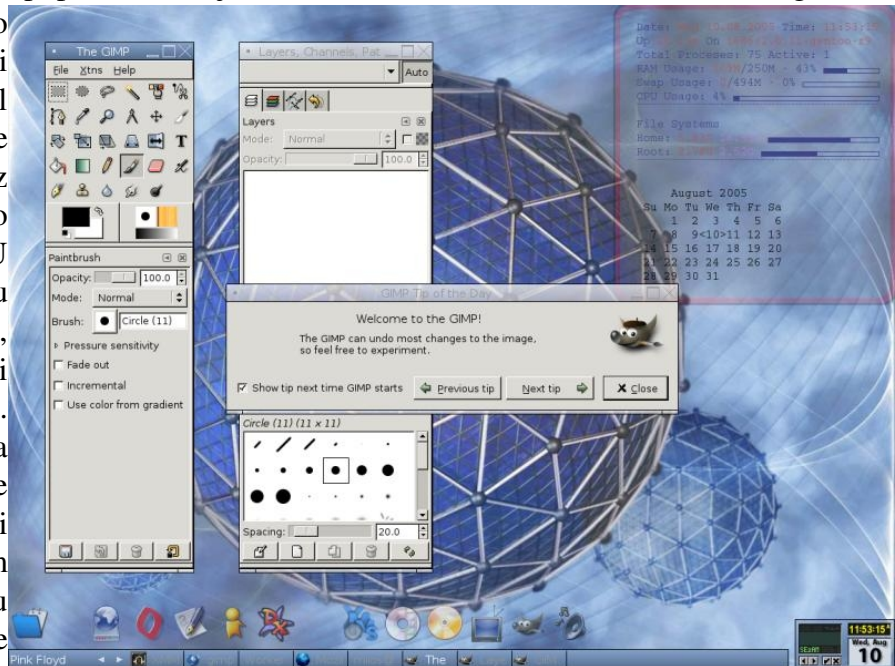 The GIMP
File Xtns Help
T
Paintbrush
Opacity: 100.0
Mode: Normal
Brush: Circle (11)
Pressure sensitivity
Fade out
Incremental
Use color from gradient
Layers, Channels, Pat
Auto
Layers
Mode: Normal
Opacity: 100.0
GIMP Tip of the Day
Welcome to the GIMP!
The GIMP can undo most changes to the image,
so feel free to experiment.
Show tip next time GIMP starts
Previous tip
Next tip
Close
Circle (11) (11 x 11)
Spacing: 20.0
Date: 2005 Time:
Up: On
Total Proceses: 75 Active: 1
RAM Usage: /250M - 43%
Swap Usage: /494M - 0%
CPU Usage: 4%
File Systems
Home:
Root:
August 2005
Su Mo Tu We Th Fr Sa
1 2 3 4 5 6
7 8 9<10>11 12 13
14 15 16 17 18 19 20
21 22 23 24 25 26 27
28 29 30 31
Pink Floyd
The
11:53:15
Wed, Aug.
10